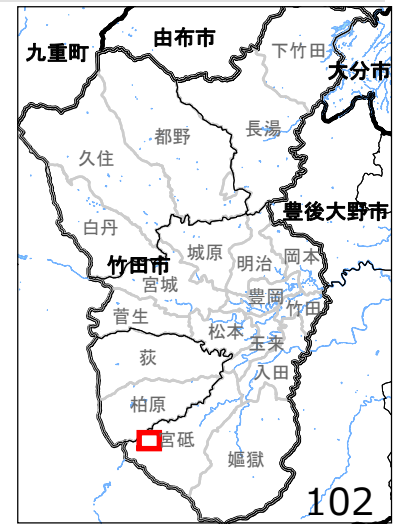 由布市
九重町
下竹田
大分市
都野
長湯
久住
豊後大野市
白丹
城原
岡本
明治
竹田市
宮城
豊岡
竹田
菅生
松本
玉来
荻
入田
柏原
宮砥
嫗獄
102